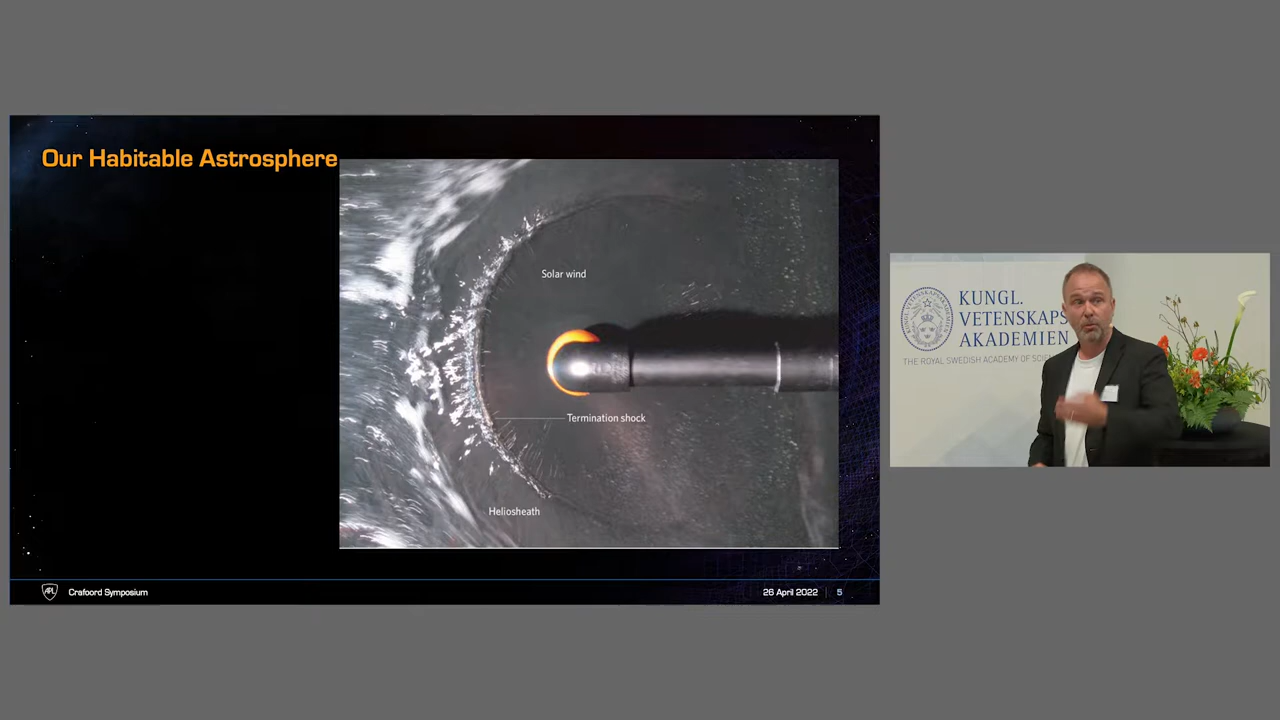 Our Habitable Astrosphere
Solar wind
Termination shock
Heliosheath
APL
Crafoord Symposium
26 April 2022
5
KUNGL.
VETENSKAPS
AKADEMIEN
THE ROYAL SWEDISH ACADEMY OF